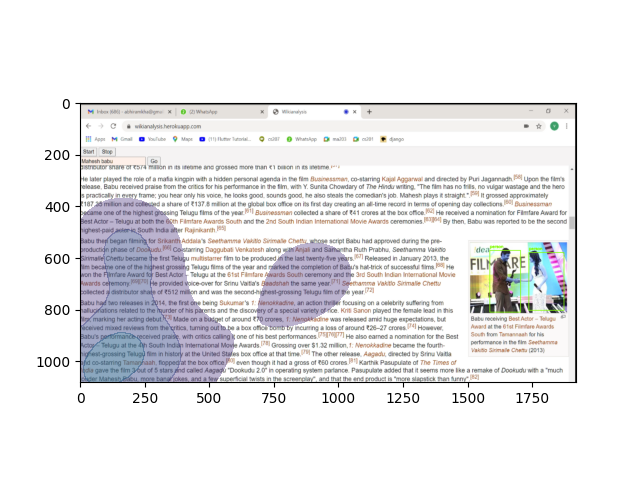 0
200
400
600
800
1000
0 250 500 750 1000 1250 1500 1750
Inbox (686) - (2) WhatsApp Wikianalysis
wikianalysis.herokuapp.com
Apps Gmail YouTube Maps (11) Flutter Tutorial... cs207 WhatsApp ma203 cs201 django
Start Stop
Mahesh babu Go
distributor share of ₹574 million in its lifetime and grossed more than ₹1 billion in its lifetime.
He later played the role of a mafia kingpin with a hidden personal agenda in the film Businessman, co-starring Kajal Aggarwal and directed by Puri Jagannadh. Upon the film's
release, Babu received praise from the critics for his performance in the film, with Y. Sunita Chowdary of The Hindu writing, "The film has no frills, no vulgar wastage and the hero
is practically in every frame; you hear only his voice, he looks good, sounds good, he also steals the comedian's job. Mahesh plays it straight." It grossed approximately
₹187.33 million and collected a share of ₹137.8 million at the global box office on its first day creating an all-time record in terms of opening day collections. Businessman
became one of the highest grossing Telugu films of the year. Businessman collected a share of ₹41 crores at the box office. He received a nomination for Filmfare Award for
Best Actor – Telugu at both the 60th Filmfare Awards South and the 2nd South Indian International Movie Awards ceremonies. By then, Babu was reported to be the second
highest-paid actor in South India after Rajinikanth.
Babu then began filming for Srikanth Addala's Seethamma Vakitlo Sirimalle Chettu, whose script Babu had approved during the pre-
production phase of Dookudu. Costarring Daggubati Venkatesh along with Anjali and Samantha Ruth Prabhu, Seethamma Vakitlo
Sirimalle Chettu became the first Telugu multistarrer film to be produced in the last twenty-five years. Released in January 2013, the
film became one of the highest grossing Telugu films of the year and the completion of Babu's hat-trick of successful films. He
won the Filmfare Award for Best Actor – Telugu at the 61st Filmfare Awards South ceremony and the 3rd South Indian International Movie
Awards ceremony. He provided voice-over for Srinu Vaitla's Baadshah the same year. Seethamma Vakitlo Sirimalle Chettu
collected a distributor share of ₹512 million and was the second-highest-grossing Telugu film of the year.
Babu had two releases in 2014, the first one being Sukumar's 1: Nenokkadine, an action thriller focusing on a celebrity suffering from
hallucinations related to the murder of his parents and the discovery of a special variety of rice. Kriti Sanon played the female lead in this
film, marking her acting debut. Made on a budget of around ₹70 crores, 1: Nenokkadine was released amid huge expectations, but
received mixed reviews from the critics, turning out to be a box office bomb by incurring a loss of around ₹26–27 crores. However,
Babu's performance received praise, with critics calling it one of his best performances. He also earned a nomination for the Best
Actor – Telugu at the 4th South Indian International Movie Awards. Grossing over $1.32 million, 1: Nenokkadine became the fourth-
highest-grossing Telugu film in history at the United States box office at that time. The other release, Aagadu, directed by Srinu Vaitla
and co-starring Tamannaah, flopped at the box office even though it had a gross of ₹60 crores. Karthik Pasupulate of The Times of
India gave the film 3 out of 5 stars and called Aagadu "Dookudu 2.0" in operating system parlance. Pasupulate added that it seems more like a remake of Dookudu with a "much
angrier Mahesh Babu, more banal jokes, and a few superficial twists in the screenplay", and that the end product is "more slapstick than funny".
Babu receiving Best Actor – Telugu
Award at the 61st Filmfare Awards
South from Tamannaah for his
performance in the film Seethamma
Vakitlo Sirimalle Chettu (2013)